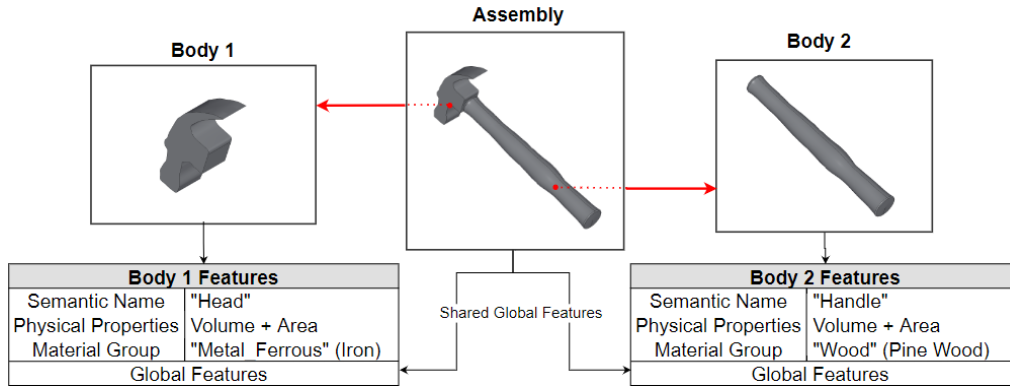 Assembly
Body 1
Body 2
Body 1 Features
Semantic Name "Head"
Physical Properties Volume + Area
Material Group "Metal_Ferrous" (Iron)
Global Features
Shared Global Features
Body 2 Features
Semantic Name "Handle"
Physical Properties Volume + Area
Material Group "Wood" (Pine Wood)
Global Features